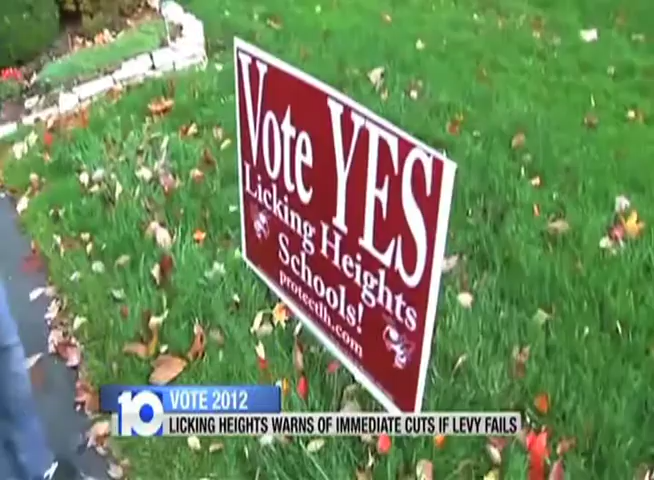 Vote YES
Licking Heights
Schools!
protectlh.com
10
VOTE 2012
LICKING HEIGHTS WARNS OF IMMEDIATE CUTS IF LEVY FAILS